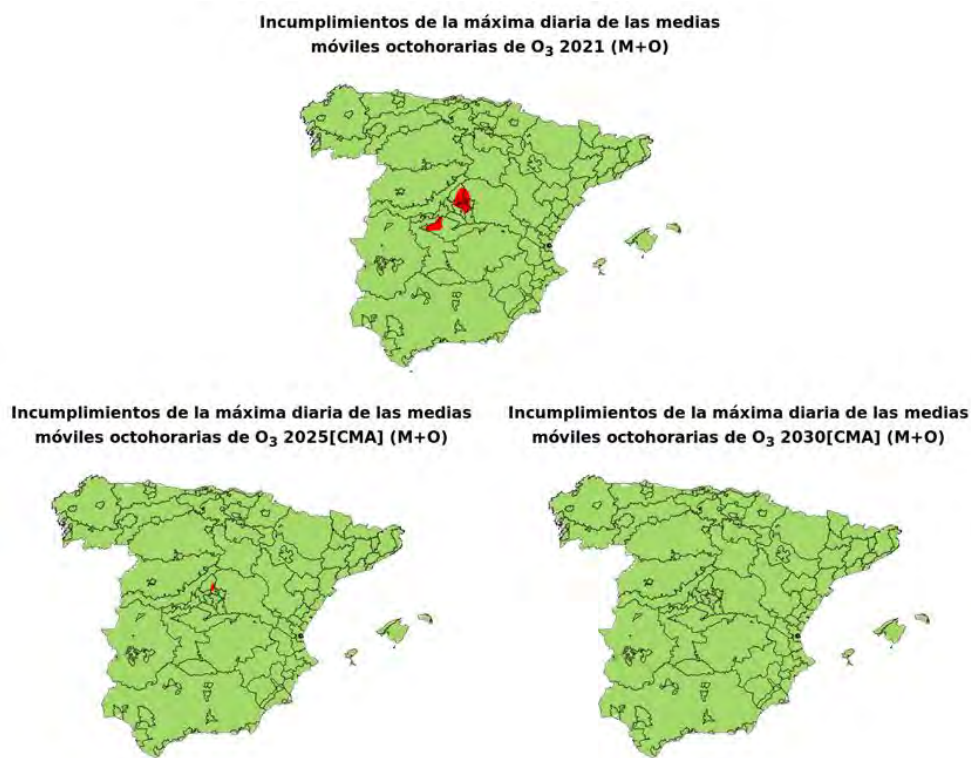 Incumplimientos de la máxima diaria de las medias
móviles octohorarias de O₃ 2021 (M+O)
Incumplimientos de la máxima diaria de las medias
móviles octohorarias de O₃ 2025[CMA] (M+O)
Incumplimientos de la máxima diaria de las medias
móviles octohorarias de O₃ 2030[CMA] (M+O)